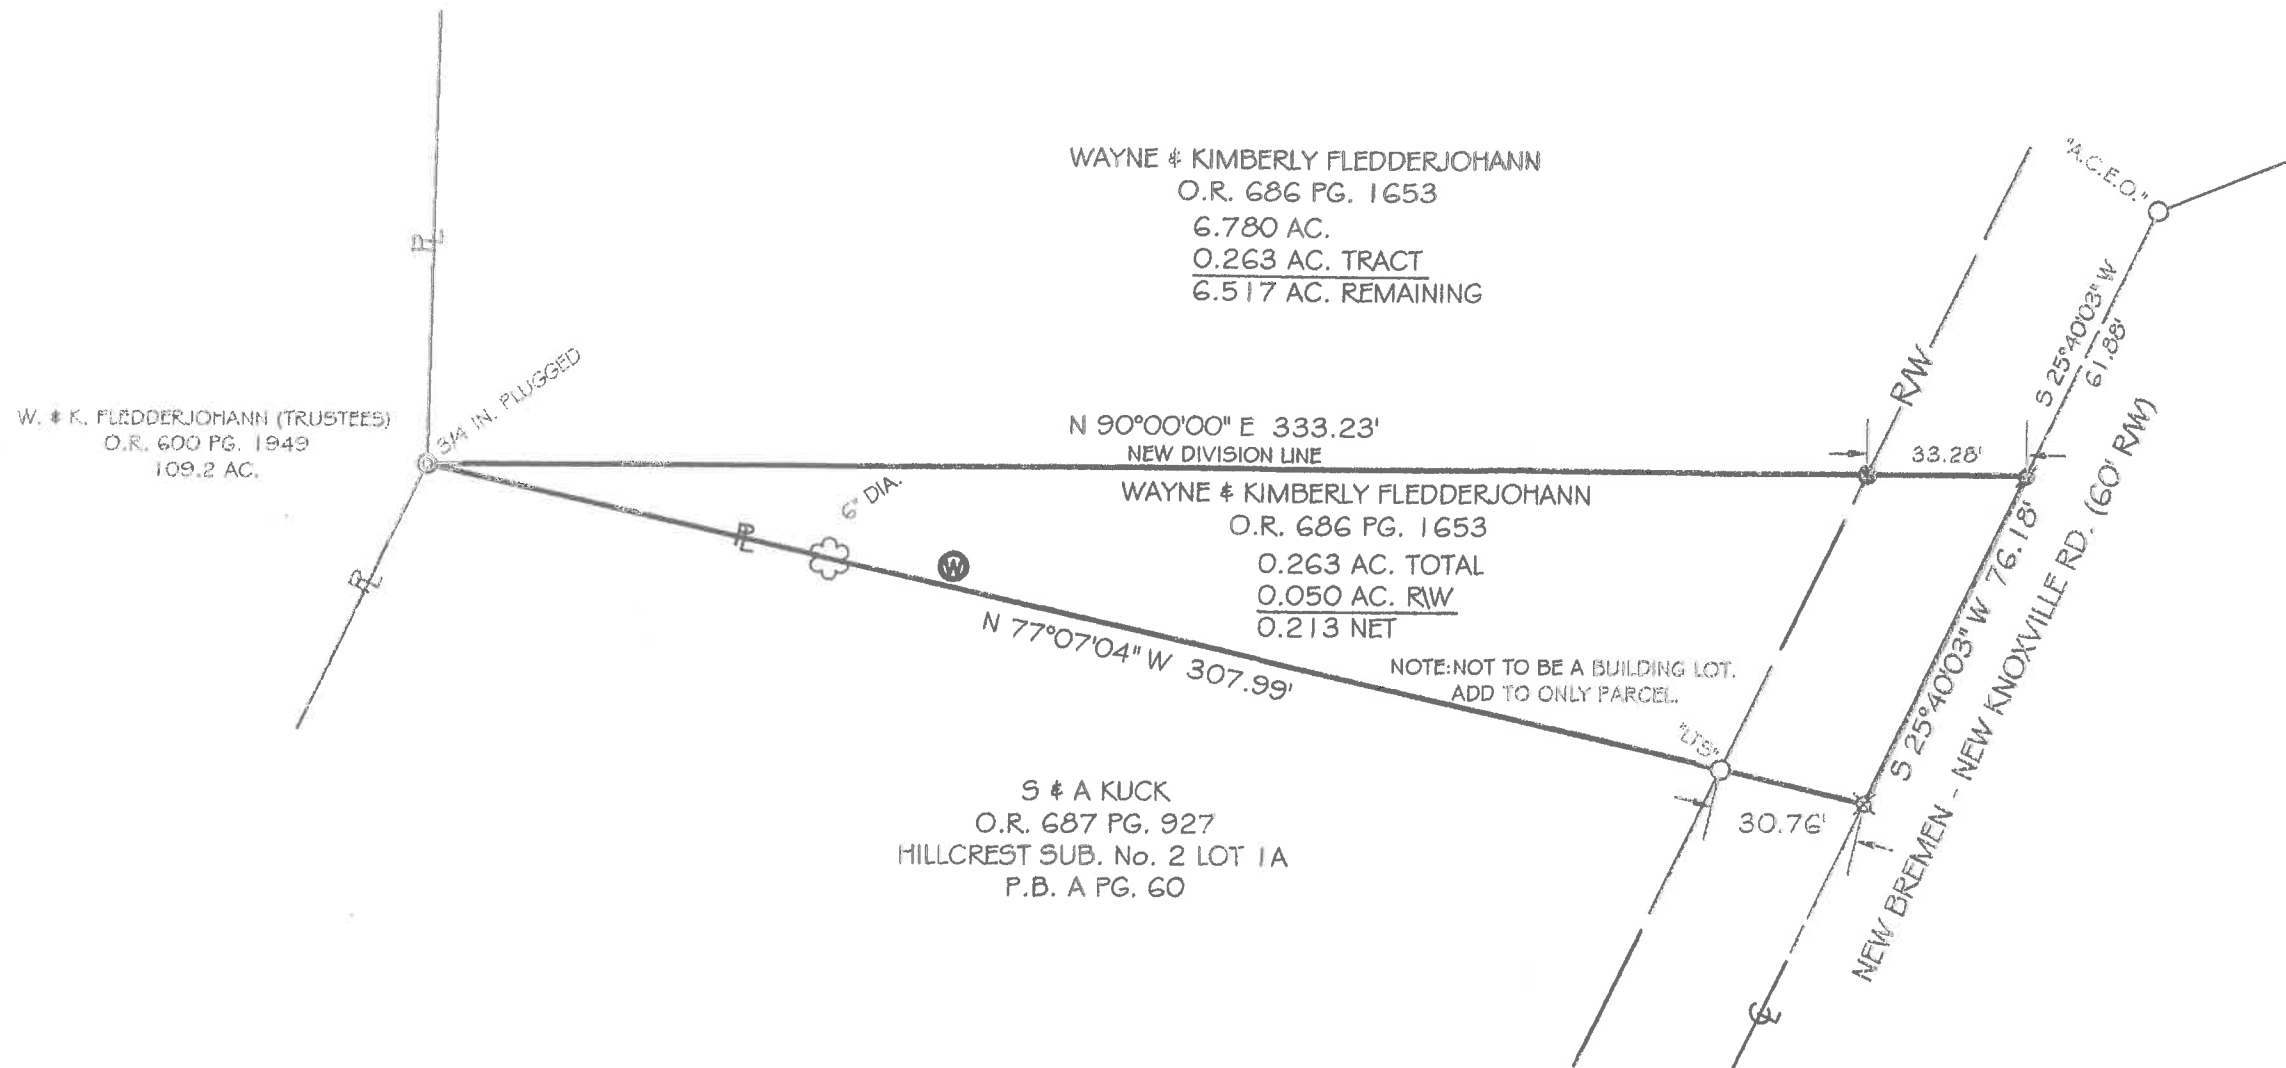 WAYNE & KIMBERLY FLEDDERJOHANN
O.R. 686 PG. 1653
6.780 AC.
0.263 AC. TRACT
6.517 AC. REMAINING
"A.C.E.O."
S 25°40'03" W
61.88'
R/W
PL
3/4 IN. PLUGGED
W. & K. FLEDDERJOHANN (TRUSTEES)
O.R. 600 PG. 1949
109.2 AC.
N 90°00'00" E 333.23'
NEW DIVISION LINE
33.28'
WAYNE & KIMBERLY FLEDDERJOHANN
O.R. 686 PG. 1653
0.263 AC. TOTAL
0.050 AC. R\W
0.213 NET
6" DIA.
PL
W
PL
N 77°07'04" W 307.99'
NOTE:NOT TO BE A BUILDING LOT.
ADD TO ONLY PARCEL.
"LTS"
30.76'
S 25°40'03" W 76.18'
NEW BREMEN - NEW KNOXVILLE RD. (60' R/W)
S & A KUCK
O.R. 687 PG. 927
HILLCREST SUB. No. 2 LOT 1A
P.B. A PG. 60
CL